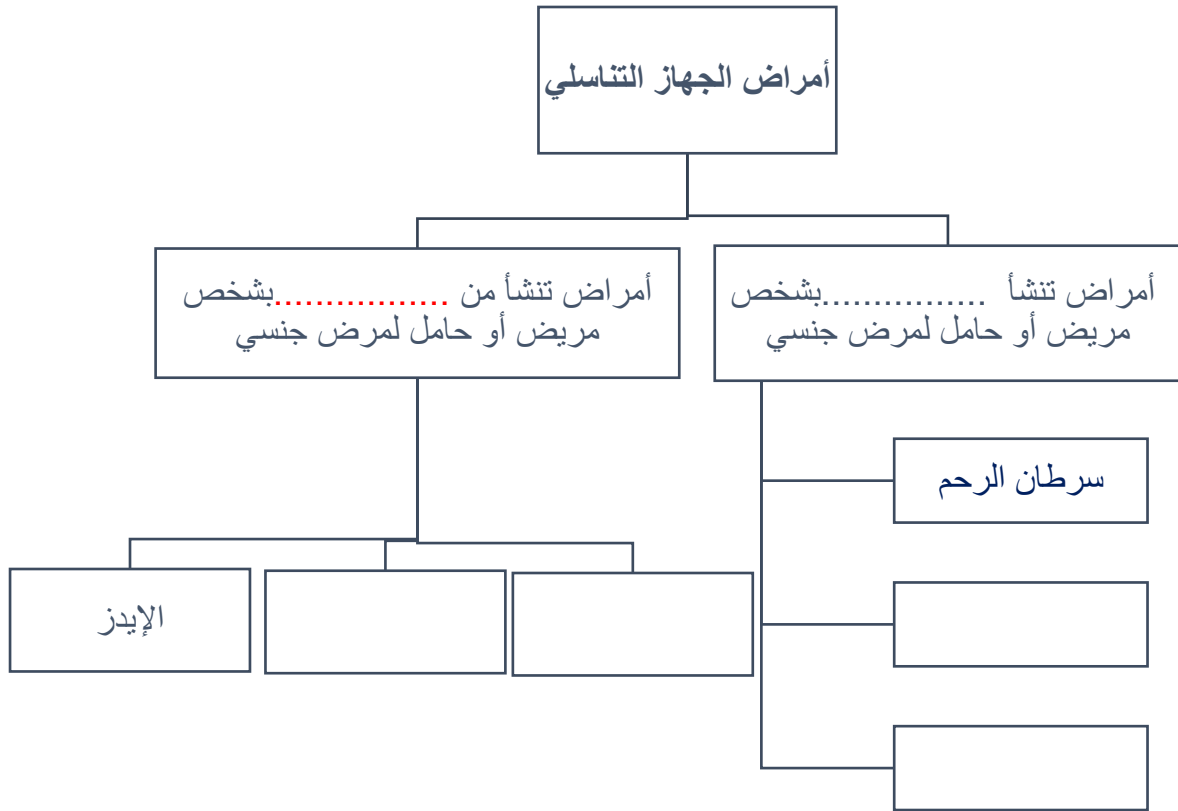 أمراض الجهاز التناسلي
أمراض تنشأ ................بشخص
مريض أو حامل لمرض جنسي
أمراض تنشأ من .................بشخص
مريض أو حامل لمرض جنسي
سرطان الرحم
الإيدز